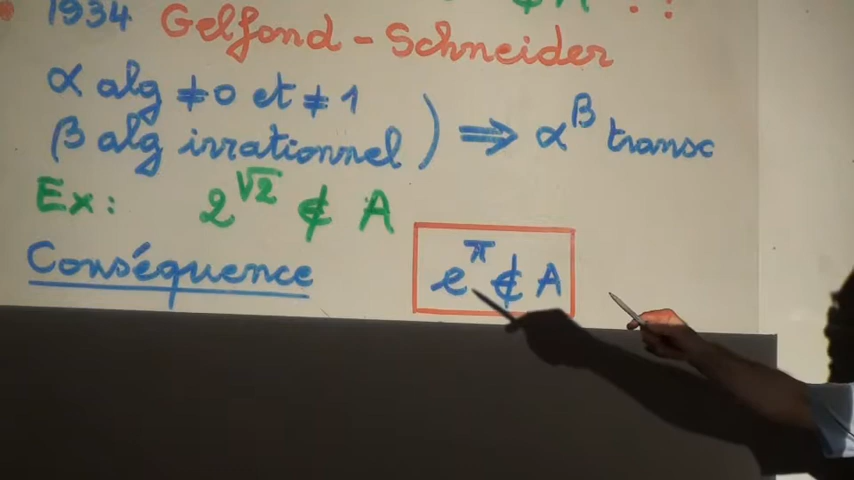 1934 Gelfond - Schneider
α alg ≠ 0 et ≠ 1
β alg irrationnel ) ⟹ α^β transc
Ex: 2^√2 ∉ A
Conséquence e^π ∉ A